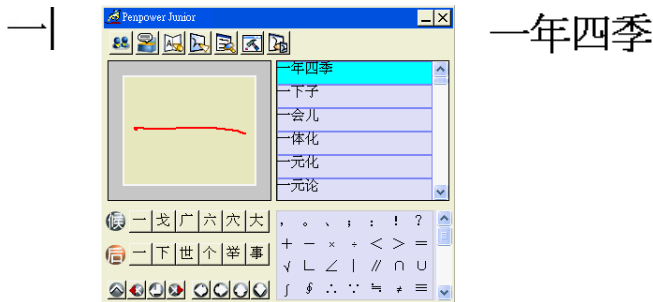 一
Penpower Junior
一年四季
一年四季
一下子
一会儿
一体化
一元化
一元论
候 一 戈 广 六 穴 大
后 一 下 世 个 举 事
， 。 、 ； ： ！ ？
＋ － × ÷ ＜ ＞ ＝
√ ∟ ∠ ∣ ∥ ∩ ∪
∫ ∮ ∴ ∵ ≒ ≠ ≡